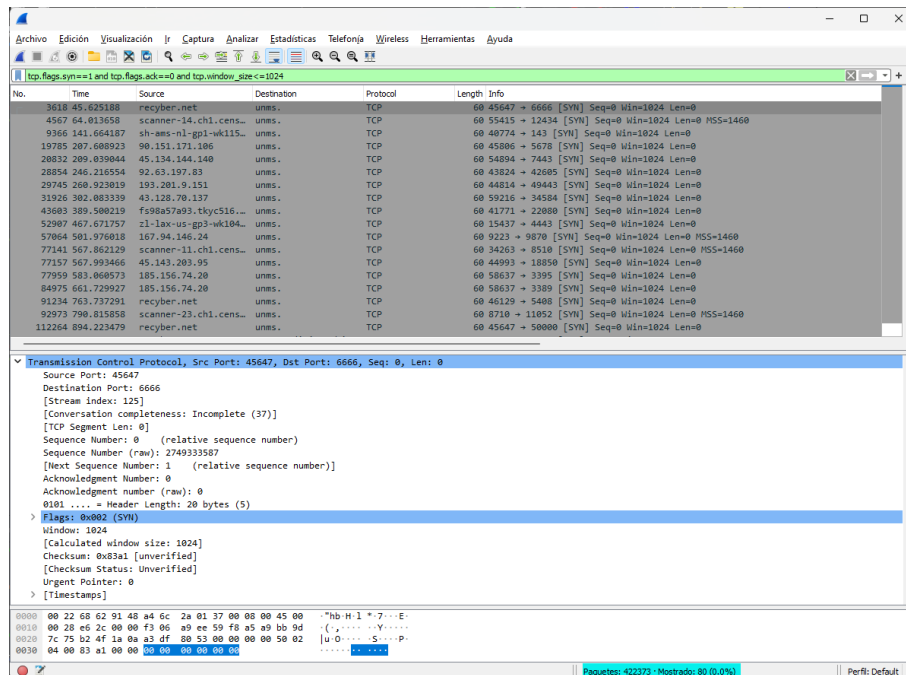 Archivo Edición Visualización Ir Captura Analizar Estadísticas Telefonía Wireless Herramientas Ayuda
tcp.flags.syn==1 and tcp.flags.ack==0 and tcp.window_size<=1024
No. Time Source Destination Protocol Length Info
3618 45.625188 recyber.net unms. TCP 60 45647 → 6666 [SYN] Seq=0 Win=1024 Len=0
4567 64.013658 scanner-14.ch1.cens… unms. TCP 60 55415 → 12434 [SYN] Seq=0 Win=1024 Len=0 MSS=1460
9366 141.664187 sh-ams-nl-gp1-wk115… unms. TCP 60 40774 → 143 [SYN] Seq=0 Win=1024 Len=0
19785 207.608923 90.151.171.106 unms. TCP 60 45806 → 5678 [SYN] Seq=0 Win=1024 Len=0
20832 209.039044 45.134.144.140 unms. TCP 60 54894 → 7443 [SYN] Seq=0 Win=1024 Len=0
28854 246.216554 92.63.197.83 unms. TCP 60 43824 → 42605 [SYN] Seq=0 Win=1024 Len=0
29745 260.923019 193.201.9.151 unms. TCP 60 44814 → 49443 [SYN] Seq=0 Win=1024 Len=0
31926 302.083339 43.128.70.137 unms. TCP 60 59216 → 34584 [SYN] Seq=0 Win=1024 Len=0
43603 389.500219 fs98a57a93.tkyc516.… unms. TCP 60 41771 → 22080 [SYN] Seq=0 Win=1024 Len=0
52907 467.671757 zl-lax-us-gp3-wk104… unms. TCP 60 15437 → 4443 [SYN] Seq=0 Win=1024 Len=0
57064 501.976018 167.94.146.24 unms. TCP 60 9223 → 9870 [SYN] Seq=0 Win=1024 Len=0 MSS=1460
77141 567.862129 scanner-11.ch1.cens… unms. TCP 60 34263 → 8510 [SYN] Seq=0 Win=1024 Len=0 MSS=1460
77157 567.993466 45.143.203.95 unms. TCP 60 44993 → 18850 [SYN] Seq=0 Win=1024 Len=0
77959 583.060573 185.156.74.20 unms. TCP 60 58637 → 3395 [SYN] Seq=0 Win=1024 Len=0
84975 661.729927 185.156.74.20 unms. TCP 60 58637 → 3389 [SYN] Seq=0 Win=1024 Len=0
91234 763.737291 recyber.net unms. TCP 60 46129 → 5408 [SYN] Seq=0 Win=1024 Len=0
92973 790.815858 scanner-23.ch1.cens… unms. TCP 60 8710 → 11052 [SYN] Seq=0 Win=1024 Len=0 MSS=1460
112264 894.223479 recyber.net unms. TCP 60 45647 → 50000 [SYN] Seq=0 Win=1024 Len=0
Transmission Control Protocol, Src Port: 45647, Dst Port: 6666, Seq: 0, Len: 0
Source Port: 45647
Destination Port: 6666
[Stream index: 125]
[Conversation completeness: Incomplete (37)]
[TCP Segment Len: 0]
Sequence Number: 0 (relative sequence number)
Sequence Number (raw): 2749333587
[Next Sequence Number: 1 (relative sequence number)]
Acknowledgment Number: 0
Acknowledgment number (raw): 0
0101 .... = Header Length: 20 bytes (5)
Flags: 0x002 (SYN)
Window: 1024
[Calculated window size: 1024]
Checksum: 0x83a1 [unverified]
[Checksum Status: Unverified]
Urgent Pointer: 0
[Timestamps]
0000 00 22 68 62 91 48 a4 6c 2a 01 37 00 08 00 45 00 ·"hb·H·l *·7···E·
0010 00 28 e6 2c 00 00 f3 06 a9 ee 59 f8 a5 a9 bb 9d ·(·,···· ··Y·····
0020 7c 75 b2 4f 1a 0a a3 df 80 53 00 00 00 00 50 02 |u·O···· ·S····P·
0030 04 00 83 a1 00 00 00 00 00 00 00 00 ········ ····
Paquetes: 422373 · Mostrado: 80 (0.0%) Perfil: Default